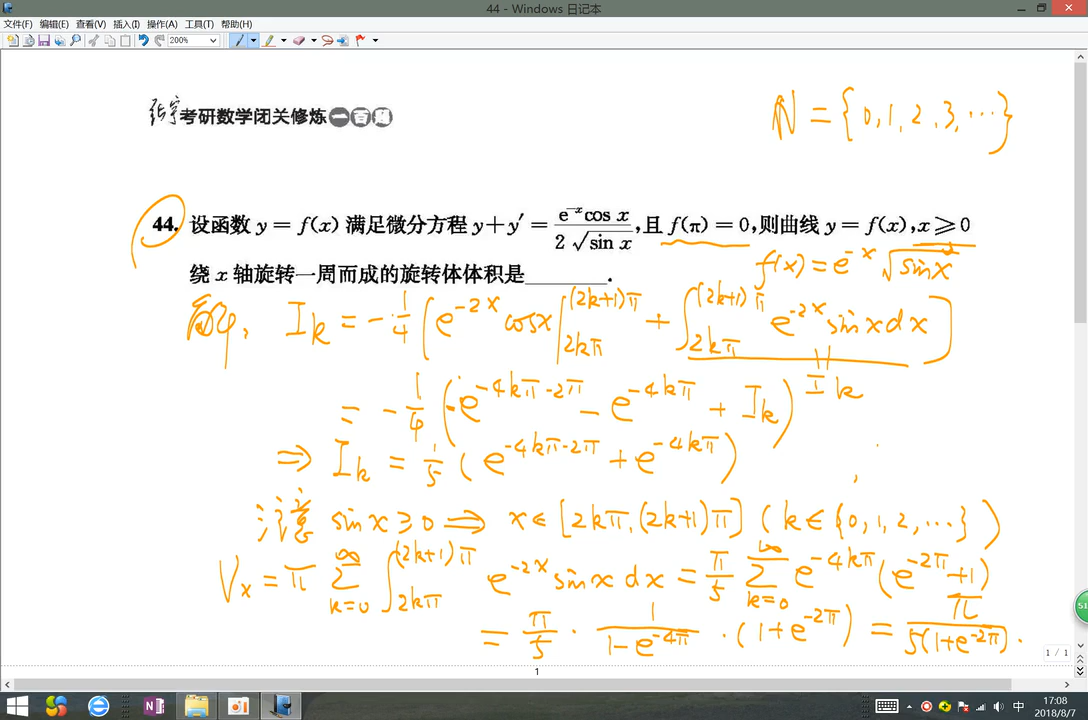 44 - Windows 日记本
文件(F) 编辑(E) 查看(V) 插入(I) 操作(A) 工具(T) 帮助(H)
200%
张宇考研数学闭关修炼一百题
N = {0, 1, 2, 3, …}
44. 设函数 y = f(x) 满足微分方程 y + y′ = e^{-x}cos x / (2√(sin x)), 且 f(π) = 0, 则曲线 y = f(x), x ⩾ 0
绕 x 轴旋转一周而成的旋转体体积是________.
f(x) = e^{-x}√(sin x)
解, I_k = -1/4 [e^{-2x} cos x |_{2kπ}^{(2k+1)π} + ∫_{2kπ}^{(2k+1)π} e^{-2x} sin x dx]
= -1/4 (-e^{-4kπ-2π} - e^{-4kπ} + I_k)
I_k
⇒ I_k = 1/5 (e^{-4kπ-2π} + e^{-4kπ})
注意 sin x ≥ 0 ⇒ x ∈ [2kπ, (2k+1)π] (k ∈ {0, 1, 2, …})
V_x = π ∑_{k=0}^{∞} ∫_{2kπ}^{(2k+1)π} e^{-2x} sin x dx = π/5 ∑_{k=0}^{∞} e^{-4kπ} (e^{-2π} + 1)
= π/5 · 1/(1 - e^{-4π}) · (1 + e^{-2π}) = π/(5(1+e^{-2π})).
1 / 1
1
51
中
17:08
2018/8/7